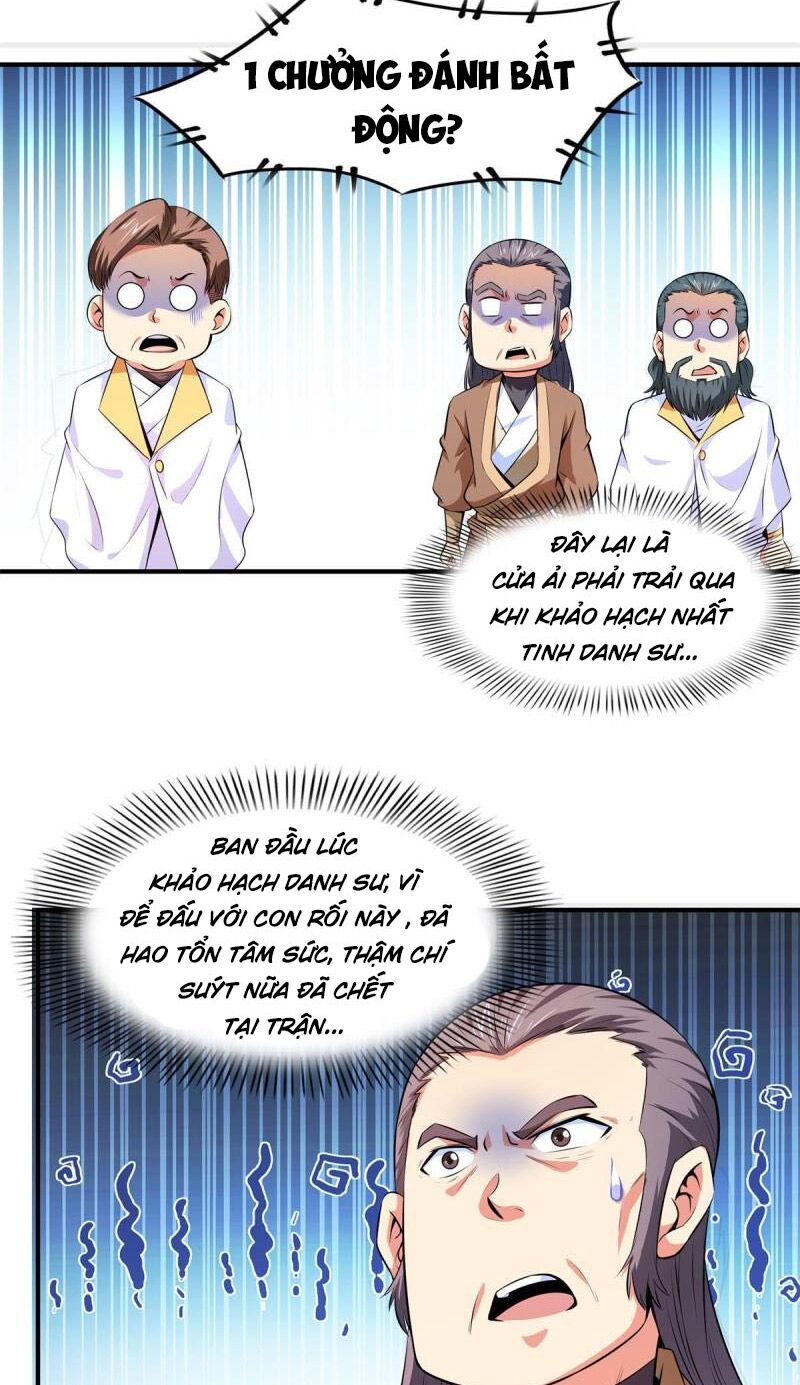 1 CHƯỞNG ĐÁNH BẤT
ĐỘNG?
ĐÂY LẠI LÀ
CỬA ẢI PHẢI TRẢI QUA
KHI KHẢO HẠCH NHẤT
TINH DANH SƯ...
BAN ĐẦU LÚC
KHẢO HẠCH DANH SƯ, VÌ
ĐỂ ĐẤU VỚI CON RỐI NÀY , ĐÃ
HAO TỔN TÂM SỨC, THẬM CHÍ
SUÝT NỮA ĐÃ CHẾT
TẠI TRẬN...